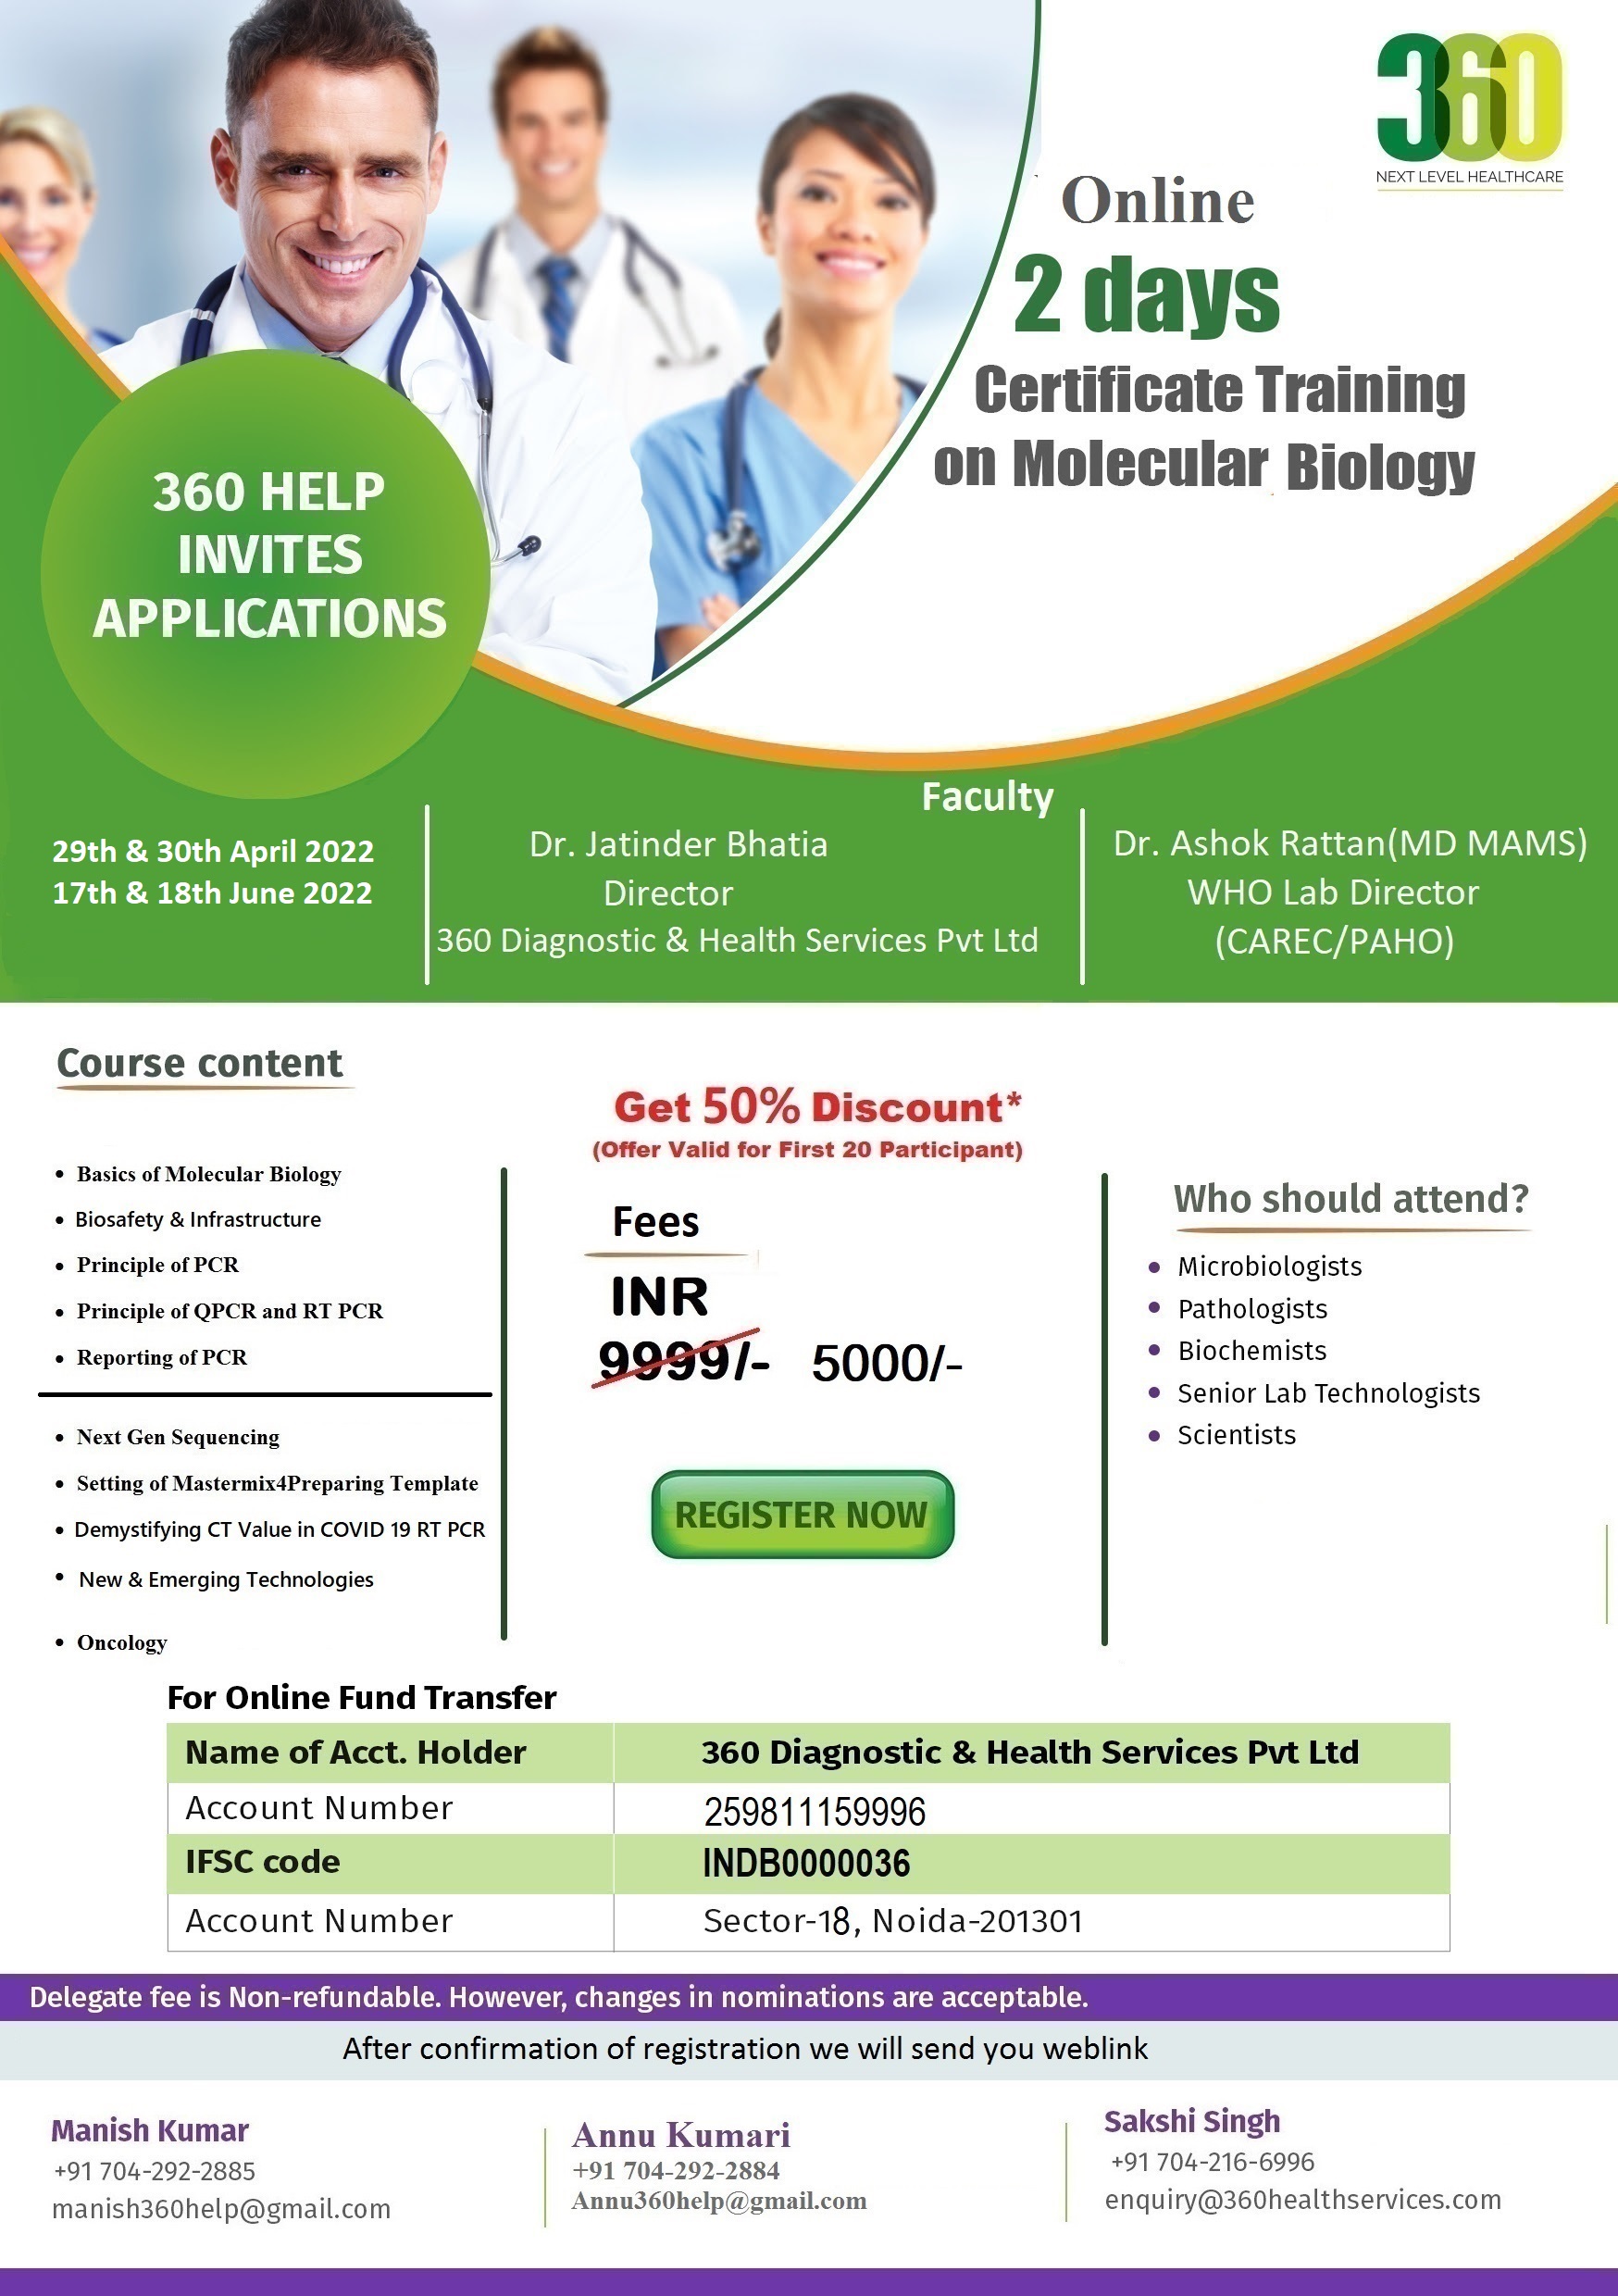 360
NEXT LEVEL HEALTHCARE
Online
2 days
Certificate Training
on Molecular Biology
360 HELP
INVITES
APPLICATIONS
29th & 30th April 2022
17th & 18th June 2022
Faculty
Dr. Jatinder Bhatia
Director
360 Diagnostic & Health Services Pvt Ltd
Dr. Ashok Rattan(MD MAMS)
WHO Lab Director
(CAREC/PAHO)
Course content
• Basics of Molecular Biology
• Biosafety & Infrastructure
• Principle of PCR
• Principle of QPCR and RT PCR
• Reporting of PCR
• Next Gen Sequencing
• Setting of Mastermix4Preparing Template
• Demystifying CT Value in COVID 19 RT PCR
• New & Emerging Technologies
• Oncology
Get 50% Discount*
(Offer Valid for First 20 Participant)
Fees
INR
9999/- 5000/-
REGISTER NOW
Who should attend?
• Microbiologists
• Pathologists
• Biochemists
• Senior Lab Technologists
• Scientists
For Online Fund Transfer
Name of Acct. Holder 360 Diagnostic & Health Services Pvt Ltd
Account Number 259811159996
IFSC code INDB0000036
Account Number Sector-18, Noida-201301
Delegate fee is Non-refundable. However, changes in nominations are acceptable.
After confirmation of registration we will send you weblink
Manish Kumar
+91 704-292-2885
manish360help@gmail.com
Annu Kumari
+91 704-292-2884
Annu360help@gmail.com
Sakshi Singh
+91 704-216-6996
enquiry@360healthservices.com